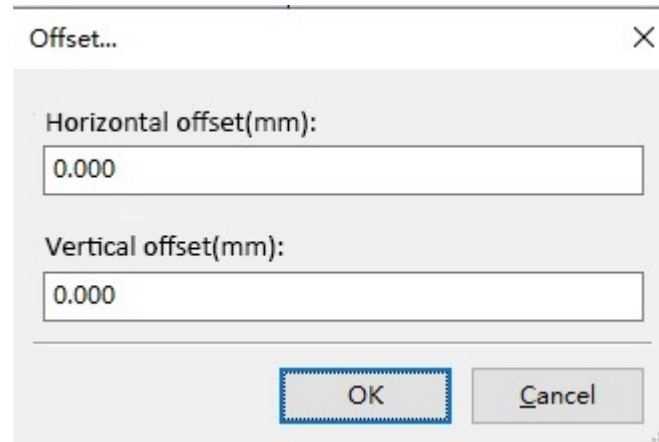 Offset...
Horizontal offset(mm):
0.000
Vertical offset(mm):
0.000
OK
Cancel